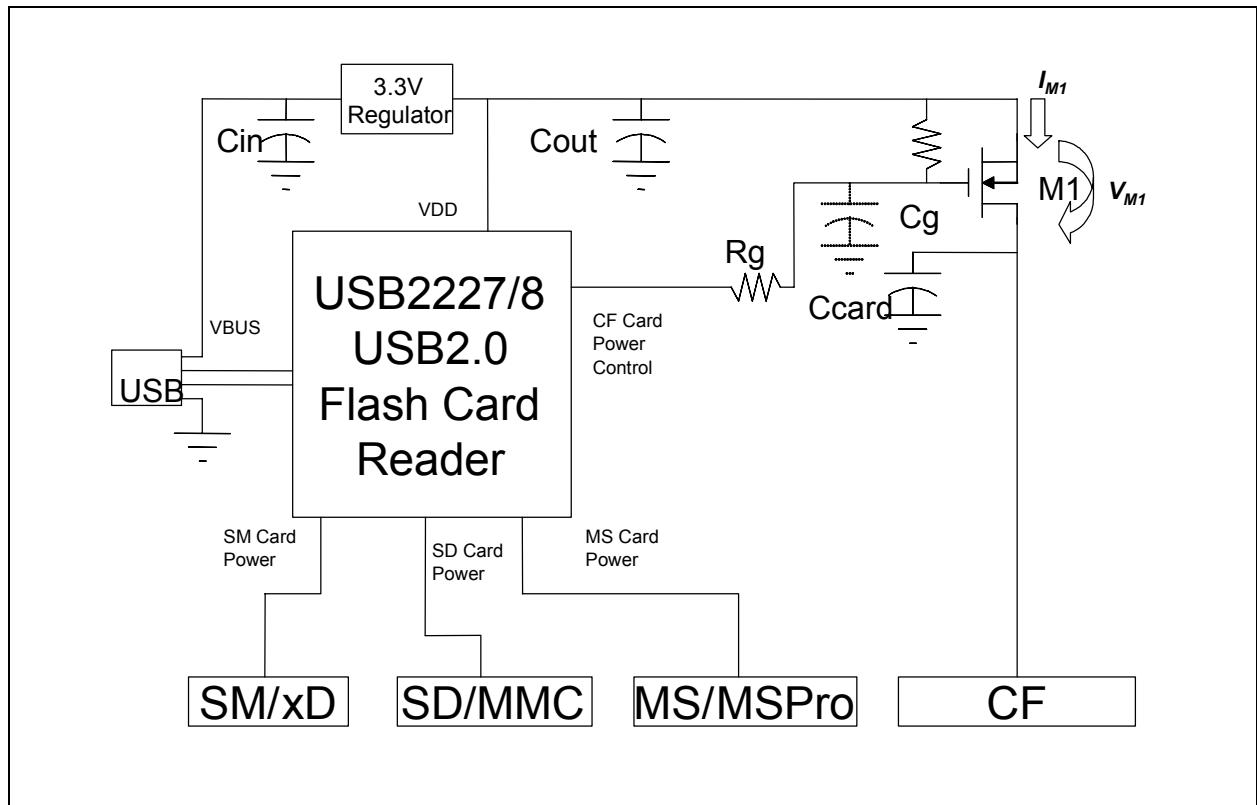 3.3V
Regulator
I_M1
Cin
Cout
M1
V_M1
VDD
Cg
Rg
USB2227/8
USB2.0
Flash Card
Reader
Ccard
VBUS
CF Card
Power
Control
USB
SM Card
Power
SD Card
Power
MS Card
Power
SM/xD
SD/MMC
MS/MSPro
CF